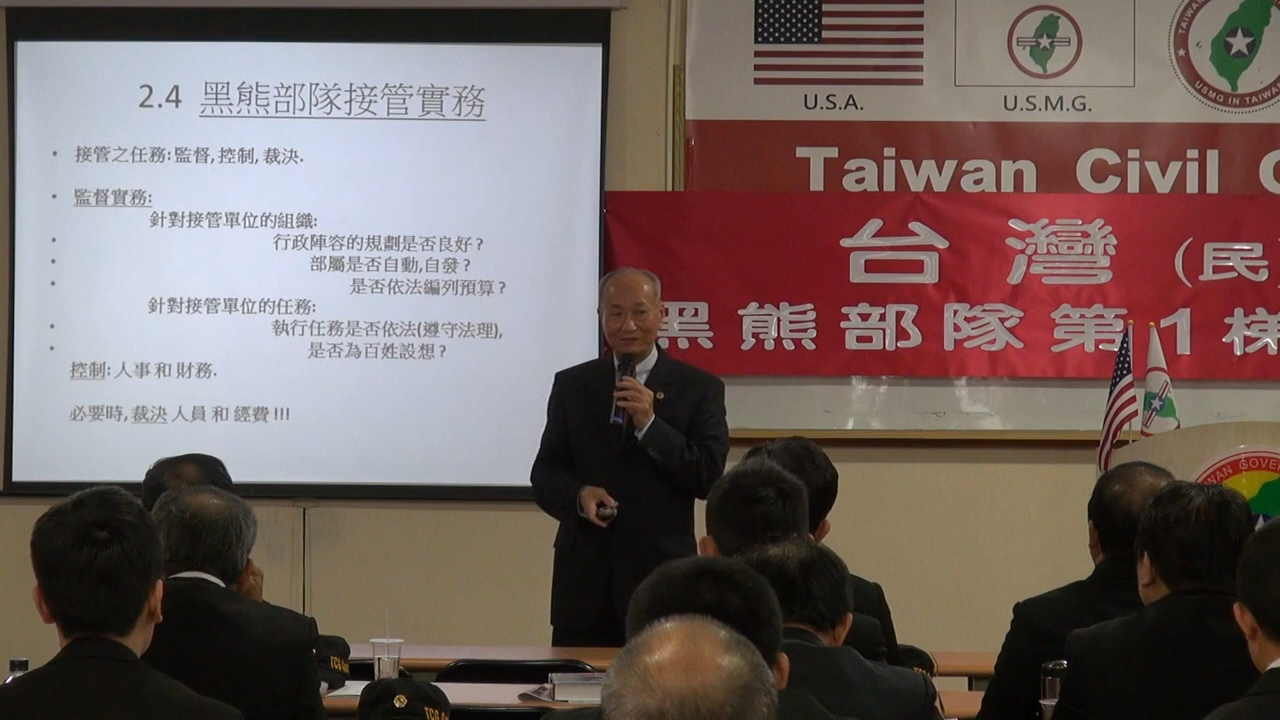 2.4 黑熊部隊接管實務
• 接管之任務: 監督, 控制, 裁決.
• 監督實務:
針對接管單位的組織:
• 行政陣容的規劃是否良好 ?
• 部屬是否自動,自發 ?
• 是否依法編列預算 ?
針對接管單位的任務:
• 執行任務是否依法(遵守法理),
• 是否為百姓設想 ?
控制: 人事 和 財務.
必要時, 裁決 人員 和 經費 !!!
U.S.A.
U.S.M.G.
USMG IN TAIWAN
Taiwan Civil
台灣 (民
黑熊部隊第1梯
TCG
TCG